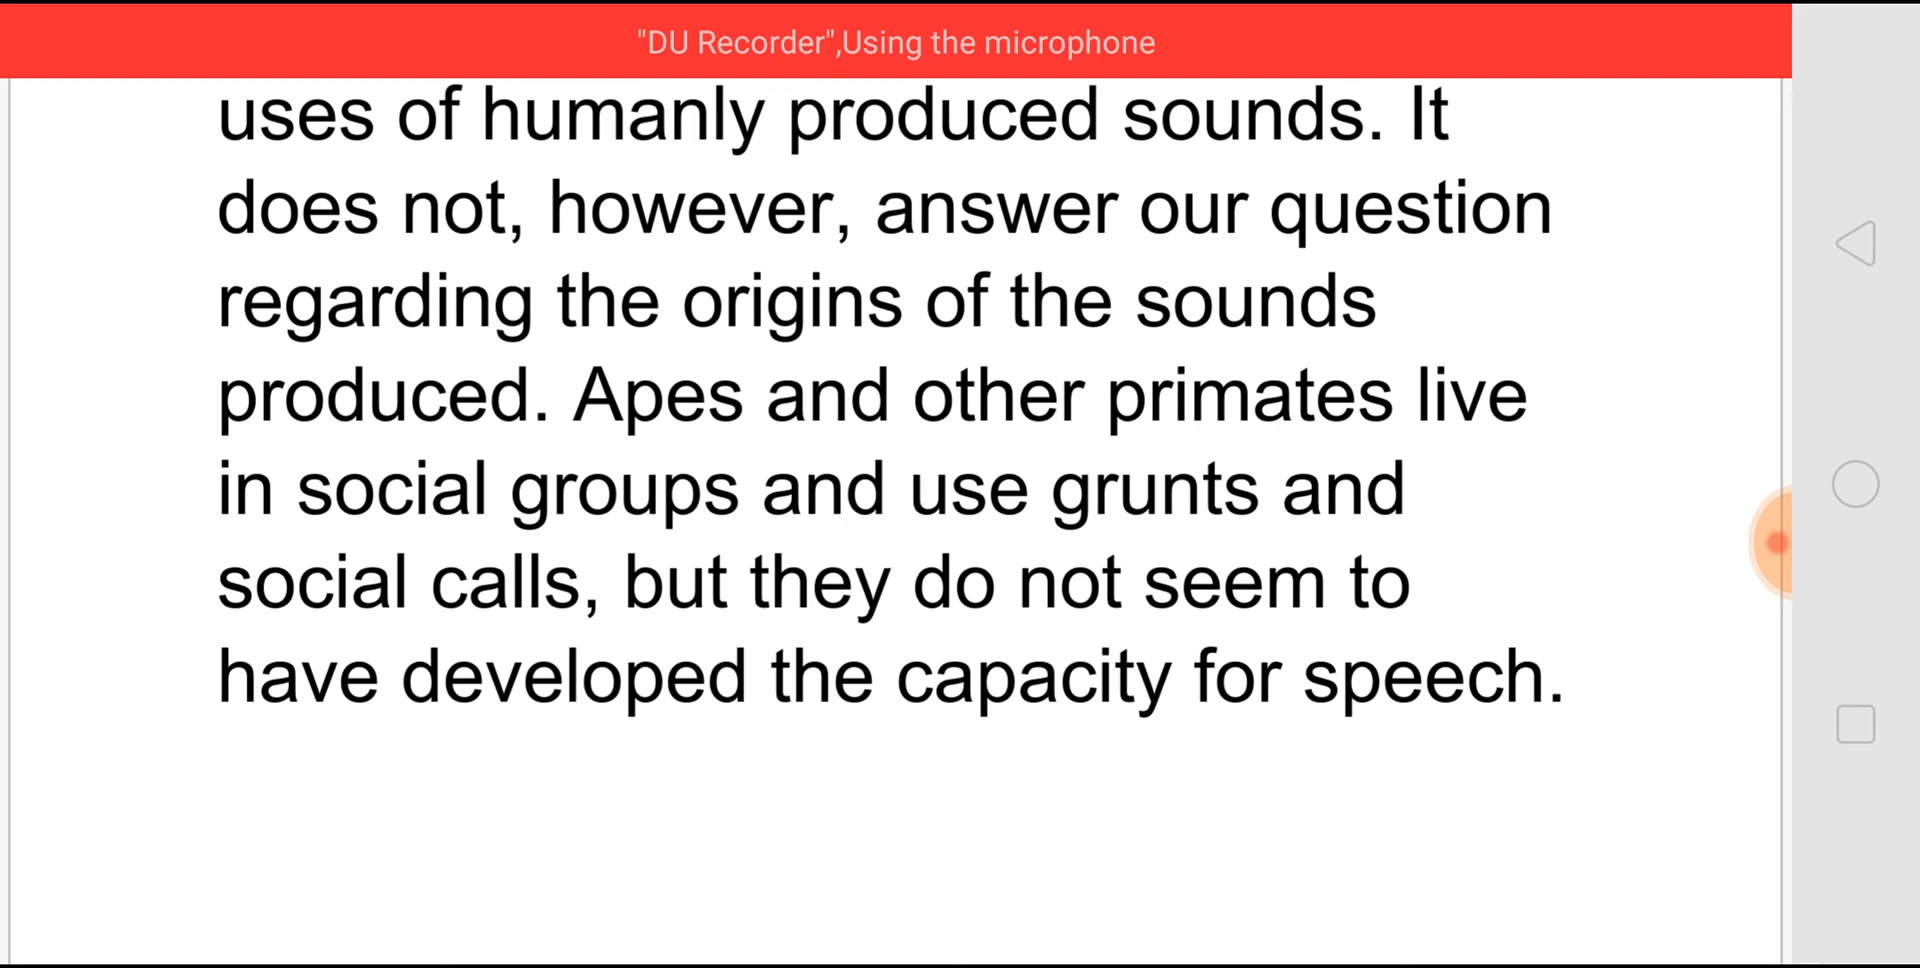 "DU Recorder",Using the microphone
uses of humanly produced sounds. It
does not, however, answer our question
regarding the origins of the sounds
produced. Apes and other primates live
in social groups and use grunts and
social calls, but they do not seem to
have developed the capacity for speech.